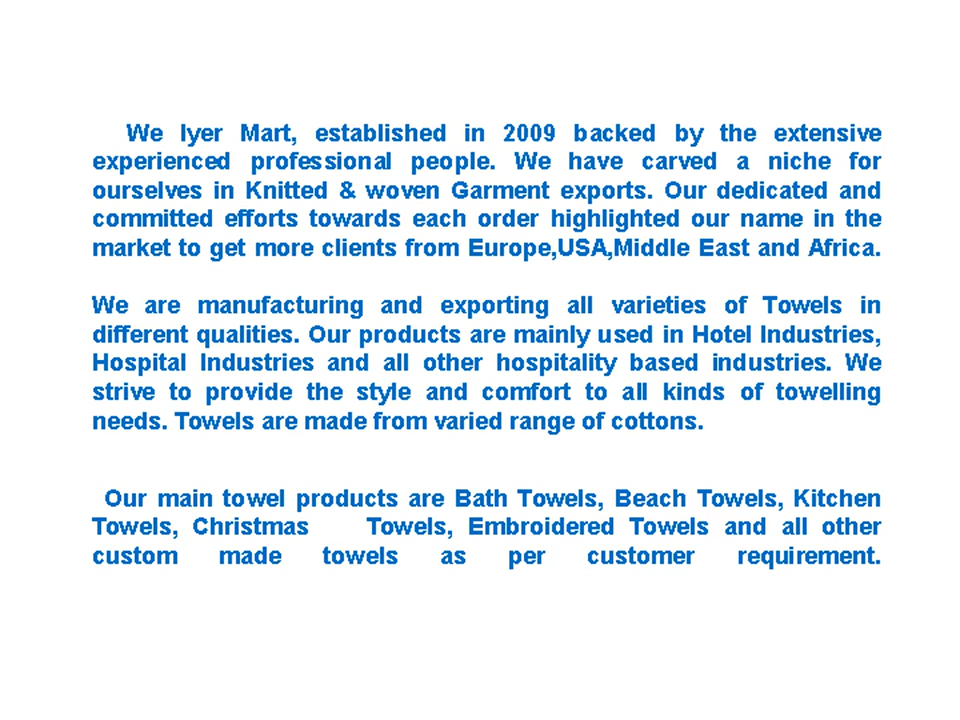 We Iyer Mart, established in 2009 backed by the extensive
experienced professional people. We have carved a niche for
ourselves in Knitted & woven Garment exports. Our dedicated and
committed efforts towards each order highlighted our name in the
market to get more clients from Europe,USA,Middle East and Africa.
We are manufacturing and exporting all varieties of Towels in
different qualities. Our products are mainly used in Hotel Industries,
Hospital Industries and all other hospitality based industries. We
strive to provide the style and comfort to all kinds of towelling
needs. Towels are made from varied range of cottons.
Our main towel products are Bath Towels, Beach Towels, Kitchen
Towels, Christmas Towels, Embroidered Towels and all other
custom made towels as per customer requirement.